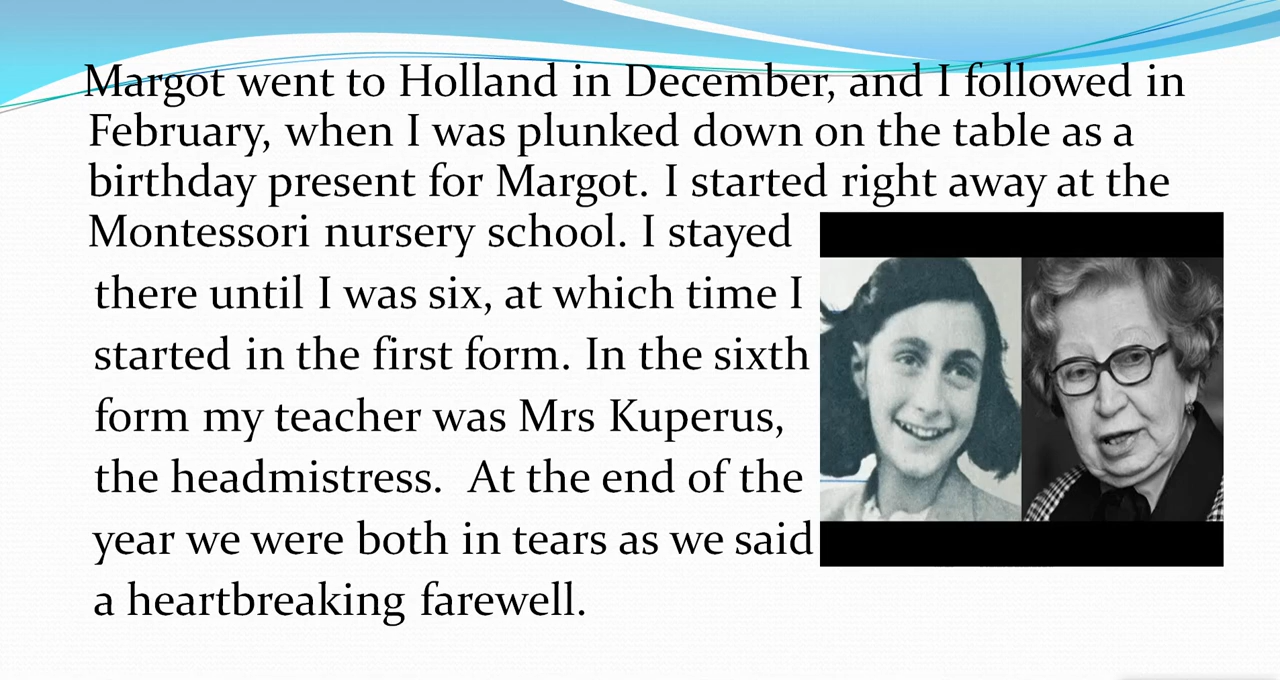 Margot went to Holland in December, and I followed in
February, when I was plunked down on the table as a
birthday present for Margot. I started right away at the
Montessori nursery school. I stayed
there until I was six, at which time I
started in the first form. In the sixth
form my teacher was Mrs Kuperus,
the headmistress.  At the end of the
year we were both in tears as we said
a heartbreaking farewell.